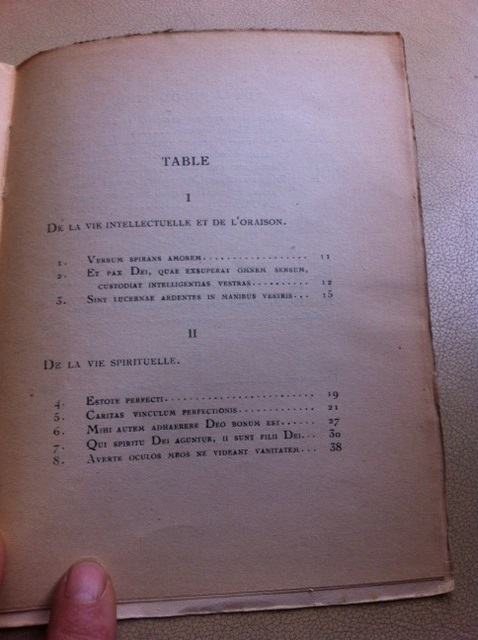 TABLE
I
DE LA VIE INTELLECTUELLE ET DE L'ORAISON.
1. VERBUM SPIRANS AMOREM.................. 11
2. ET PAX DEI, QUAE EXSUPERAT OMNEM SENSUM,
CUSTODIAT INTELLIGENTIAS VESTRAS.......... 12
3. SINT LUCERNAE ARDENTES IN MANIBUS VESTRIS... 15
II
DE LA VIE SPIRITUELLE.
4. ESTOTE PERFECTI......................... 19
5. CARITAS VINCULUM PERFECTIONIS............. 21
6. MIHI AUTEM ADHAERERE DEO BONUM EST...... 27
7. QUI SPIRITU DEI AGUNTUR, II SUNT FILII DEI... 30
8. AVERTE OCULOS MEOS NE VIDEANT VANITATEM... 38